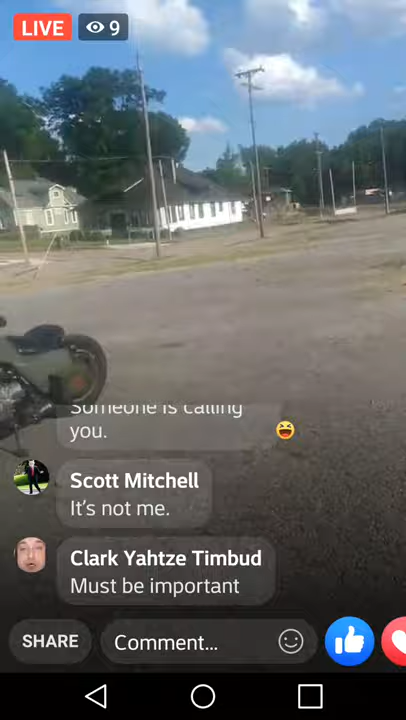 LIVE 9
Someone is calling
you.
Scott Mitchell
It's not me.
Clark Yahtze Timbud
Must be important
SHARE Comment...